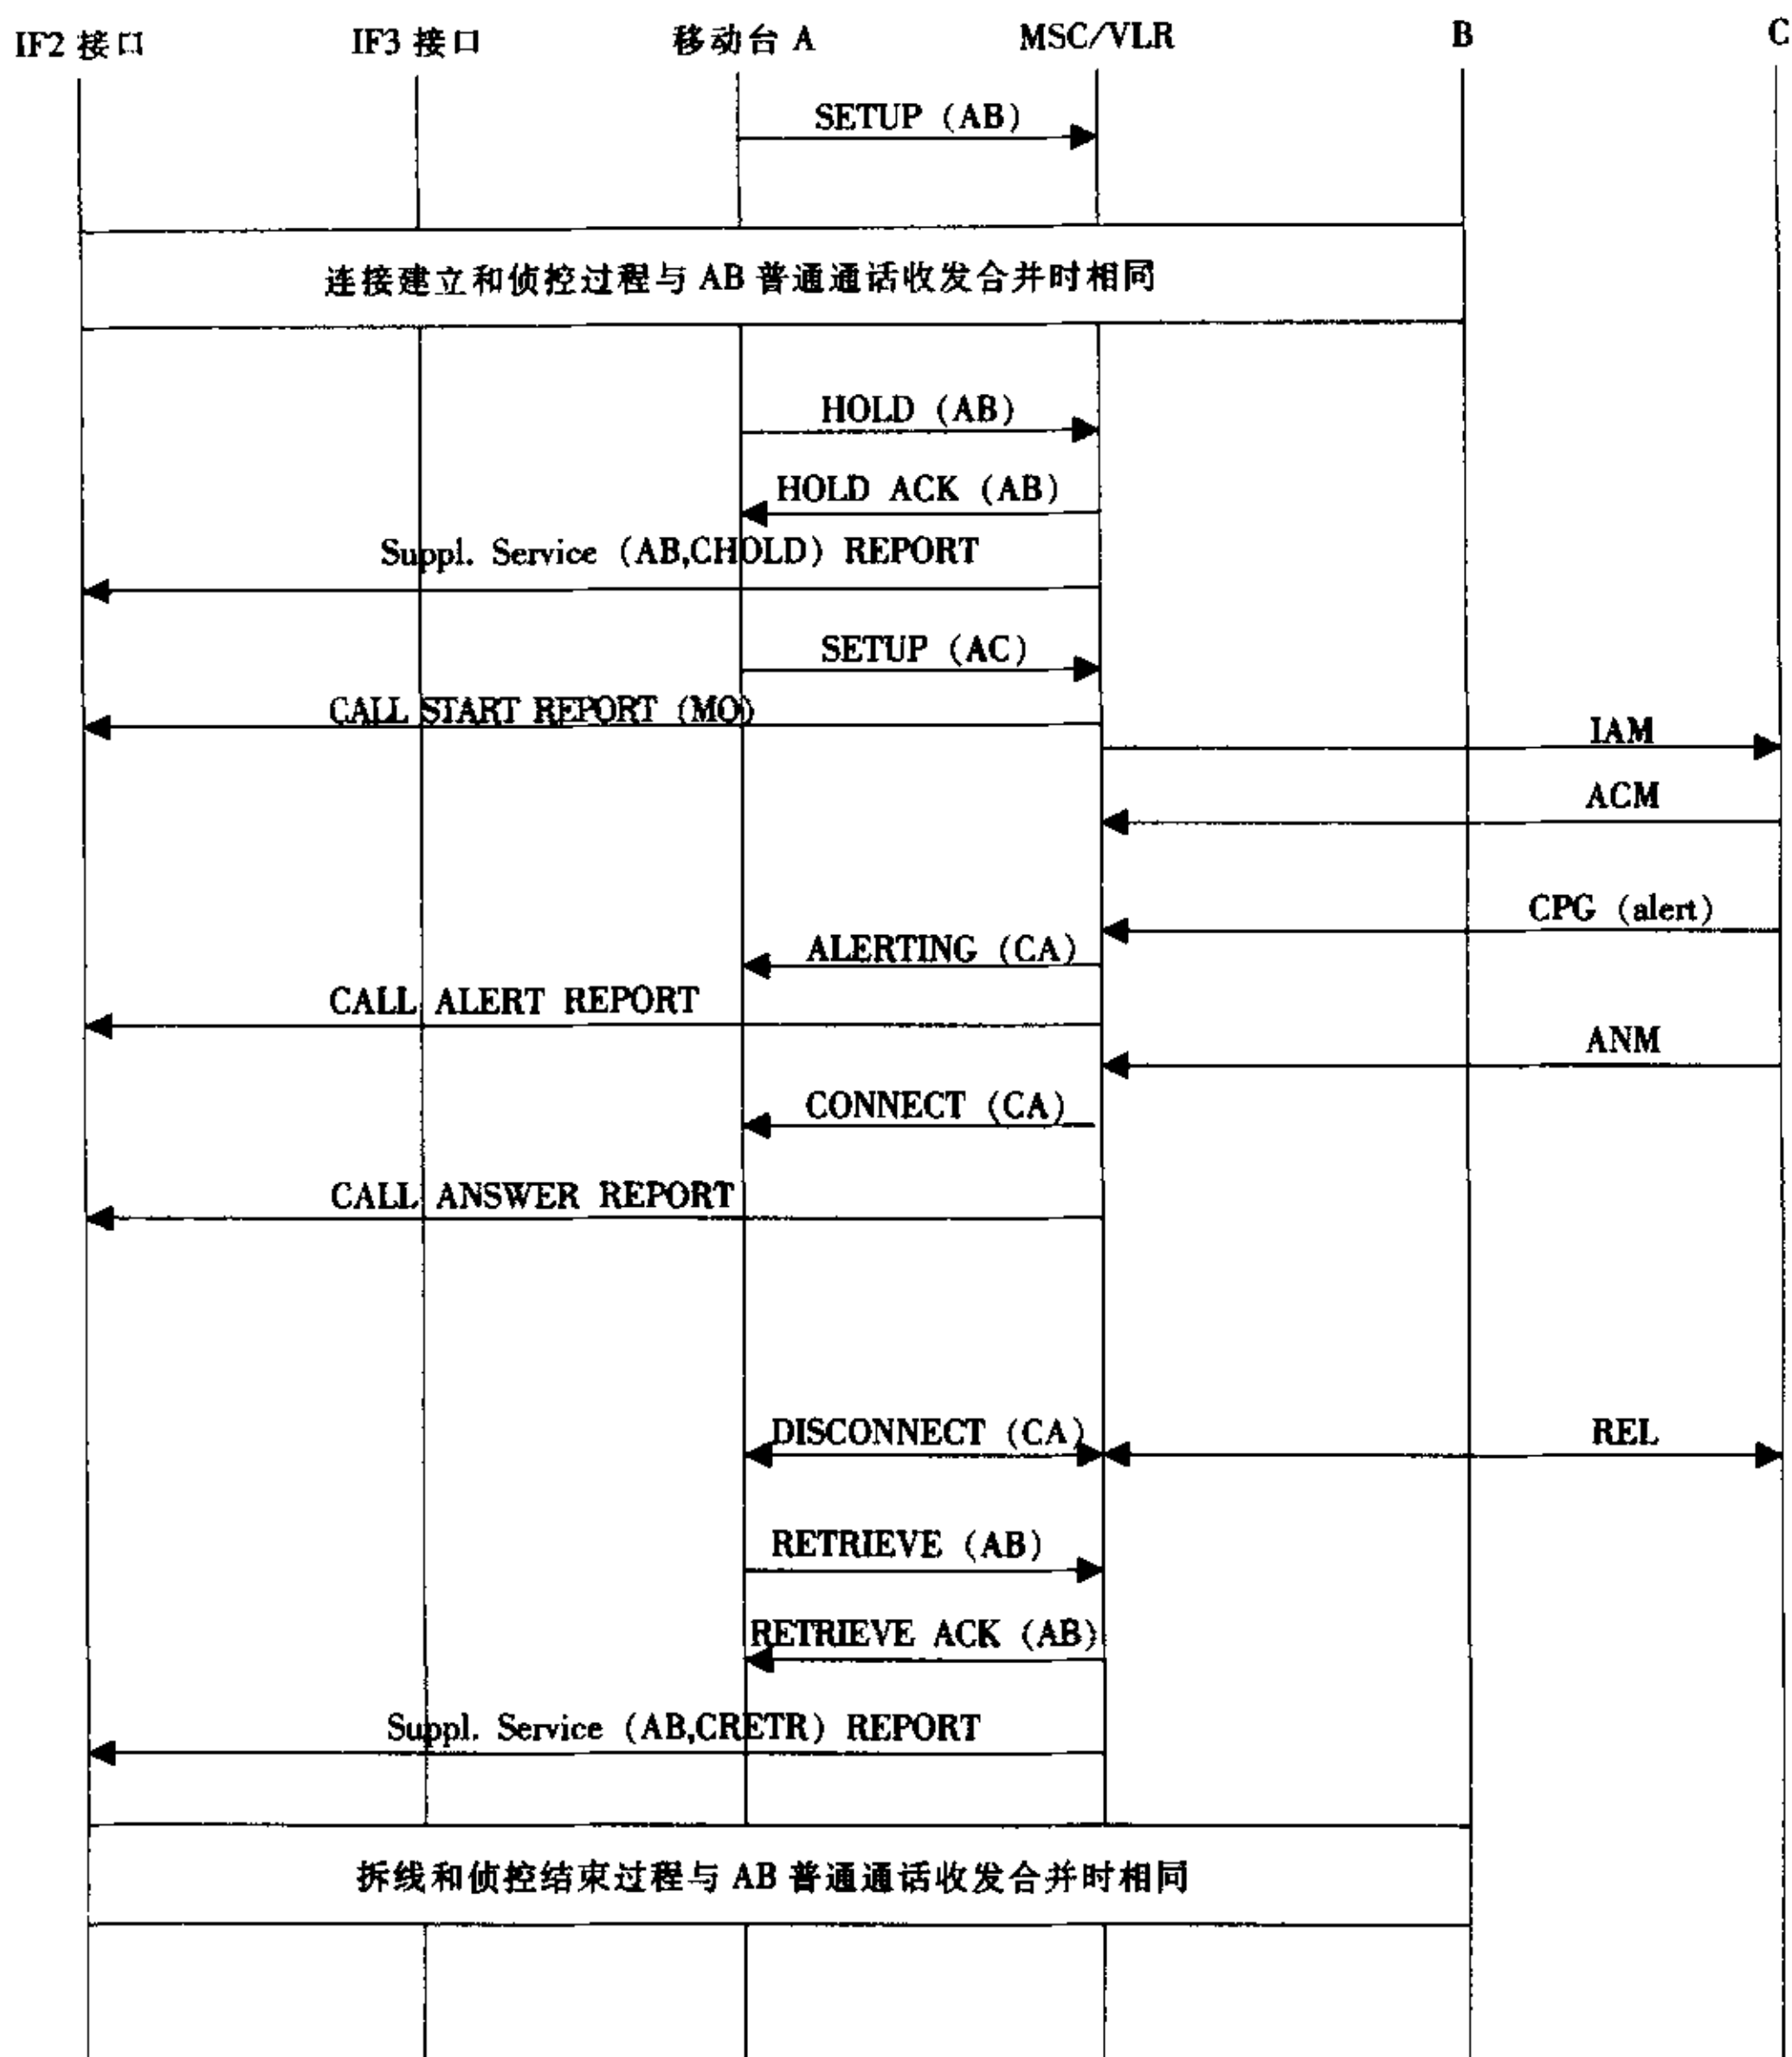 IF2 接口 IF3 接口 移动台 A MSC/VLR B C
SETUP (AB)
连接建立和侦控过程与 AB 普通通话收发合并时相同
HOLD (AB)
HOLD ACK (AB)
Suppl. Service (AB,CHOLD) REPORT
SETUP (AC)
CALL START REPORT (MO)
IAM
ACM
CPG (alert)
ALERTING (CA)
CALL ALERT REPORT
ANM
CONNECT (CA)
CALL ANSWER REPORT
DISCONNECT (CA) REL
RETRIEVE (AB)
RETRIEVE ACK (AB)
Suppl. Service (AB,CRETR) REPORT
拆线和侦控结束过程与 AB 普通通话收发合并时相同